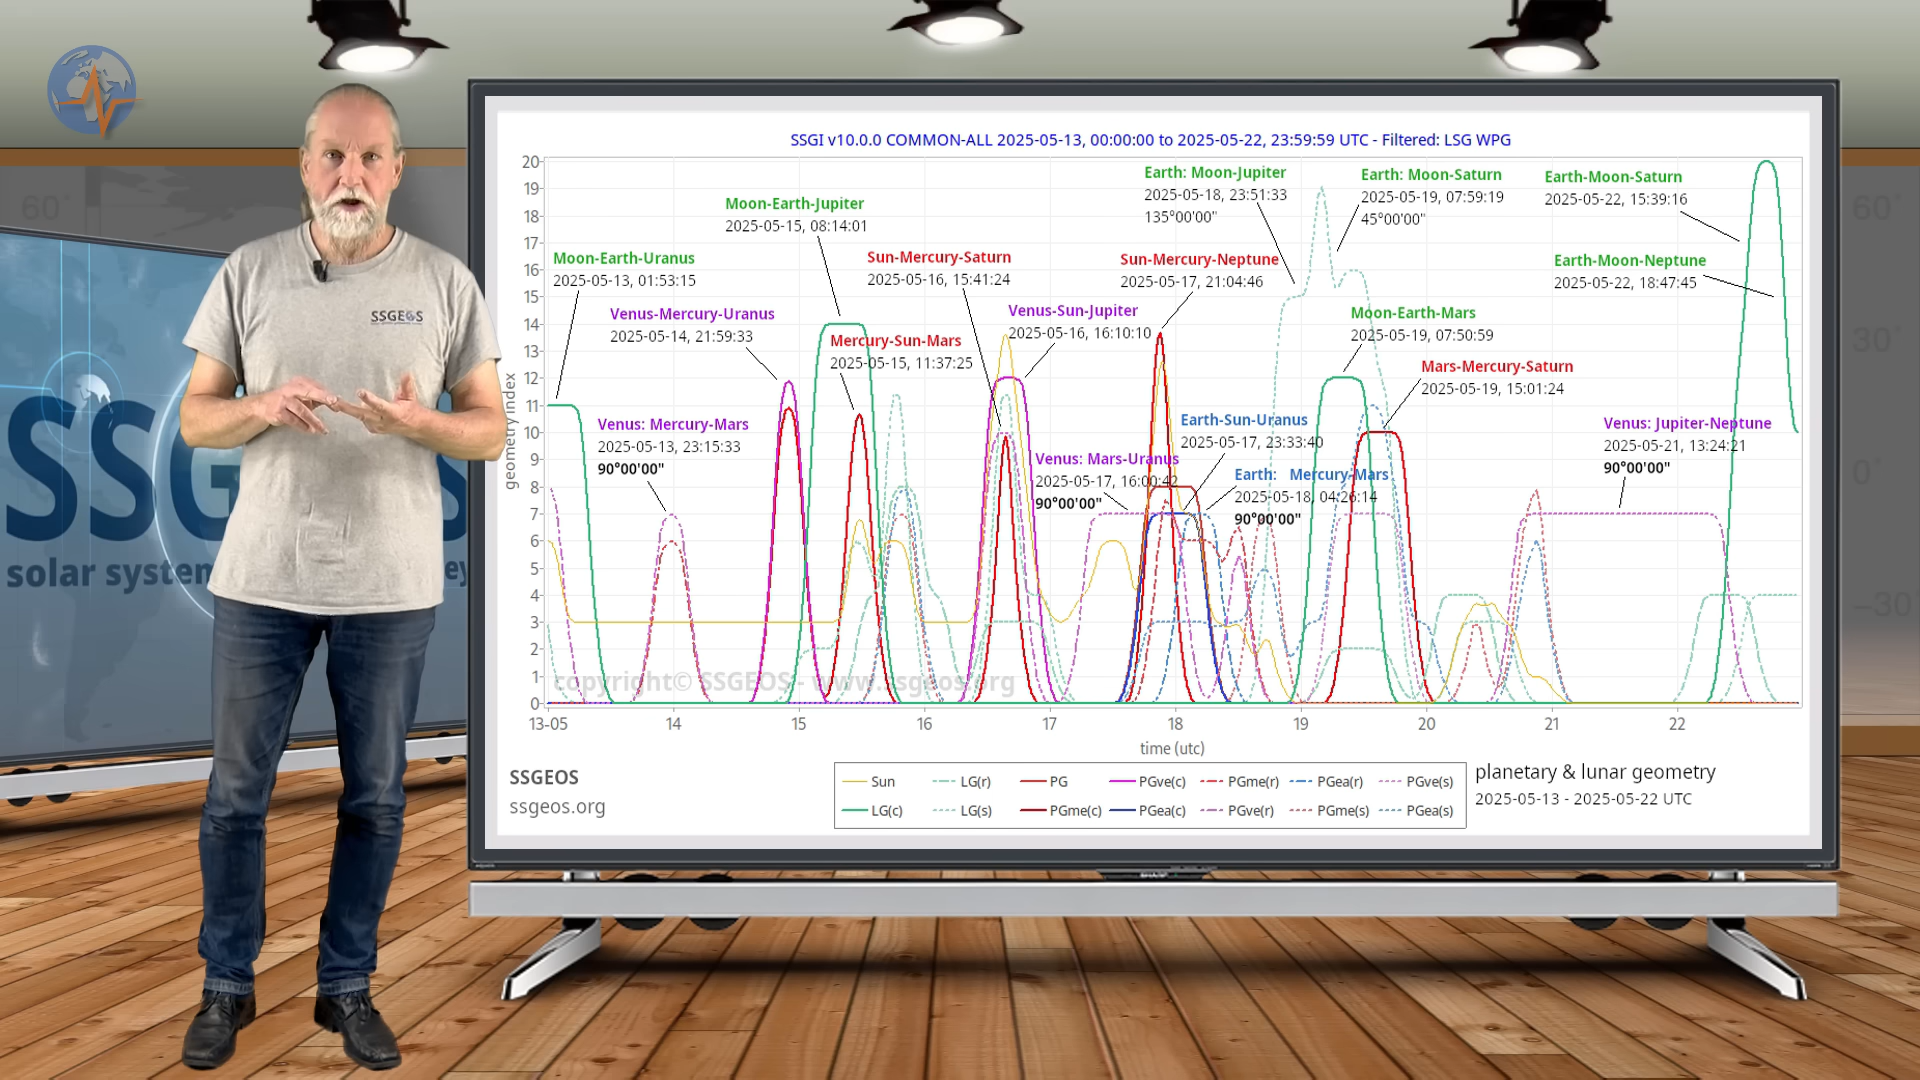 SSGI v10.0.0 COMMON-ALL 2025-05-13, 00:00:00 to 2025-05-22, 23:59:59 UTC - Filtered: LSG WPG
Earth: Moon-Jupiter
2025-05-18, 23:51:33
135°00'00"
Earth: Moon-Saturn
2025-05-19, 07:59:19
45°00'00"
Earth-Moon-Saturn
2025-05-22, 15:39:16
Moon-Earth-Jupiter
2025-05-15, 08:14:01
Moon-Earth-Uranus
2025-05-13, 01:53:15
Sun-Mercury-Saturn
2025-05-16, 15:41:24
Sun-Mercury-Neptune
2025-05-17, 21:04:46
Earth-Moon-Neptune
2025-05-22, 18:47:45
Venus-Mercury-Uranus
2025-05-14, 21:59:33
Venus-Sun-Jupiter
2025-05-16, 16:10:10
Moon-Earth-Mars
2025-05-19, 07:50:59
Mercury-Sun-Mars
2025-05-15, 11:37:25
Mars-Mercury-Saturn
2025-05-19, 15:01:24
Venus: Mercury-Mars
2025-05-13, 23:15:33
90°00'00"
Earth-Sun-Uranus
2025-05-17, 23:33:40
Venus: Jupiter-Neptune
2025-05-21, 13:24:21
90°00'00"
Venus: Mars-Uranus
2025-05-17, 16:00:42
90°00'00"
Earth: Mercury-Mars
2025-05-18, 04:26:14
90°00'00"
geometry index
20
19
18
17
16
15
14
13
12
11
10
9
8
7
6
5
4
3
2
1
0
copyright© SSGEOS - www.ssgeos.org
13-05 14 15 16 17 18 19 20 21 22
time (utc)
SSGEOS
ssgeos.org
Sun LG(r) PG PGve(c) PGme(r) PGea(r) PGve(s)
LG(c) LG(s) PGme(c) PGea(c) PGve(r) PGme(s) PGea(s)
planetary & lunar geometry
2025-05-13 - 2025-05-22 UTC
SSGEOS
SSG
solar system
ey
60°
60°
30°
0°
-30°
SHARP